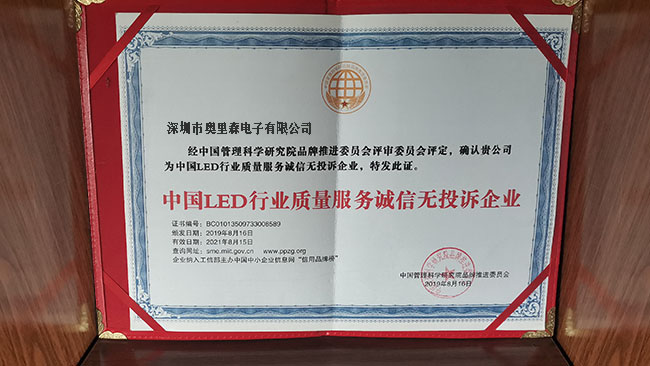 深圳市奥里森电子有限公司
经中国管理科学研究院品牌推进委员会评审委员会评定，确认贵公司
为中国LED行业质量服务诚信无投诉企业，特发此证。
中国LED行业质量服务诚信无投诉企业
证书编号：BC01013509733008589
颁发日期：2019年8月16日
有效日期：2021年8月15日
查询网址：sme.miit.gov.cn www.ppzg.org
企业纳入工信部主办中国中小企业信息网“信用品牌榜”
中国管理科学研究院品牌推进委员会
2019年8月16日